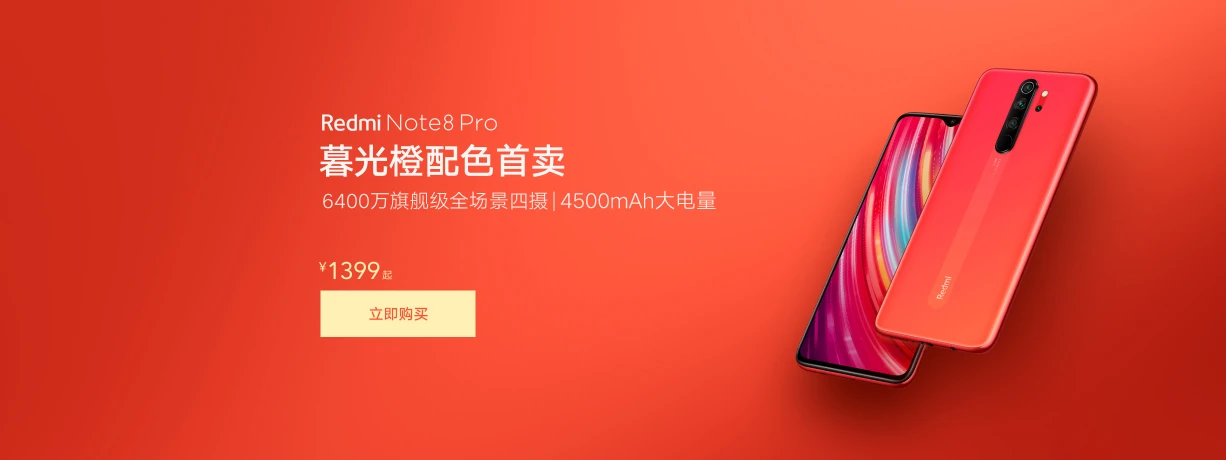 Redmi Note8 Pro
暮光橙配色首卖
6400万旗舰级全场景四摄|4500mAh大电量
¥1399起
立即购买
Redmi